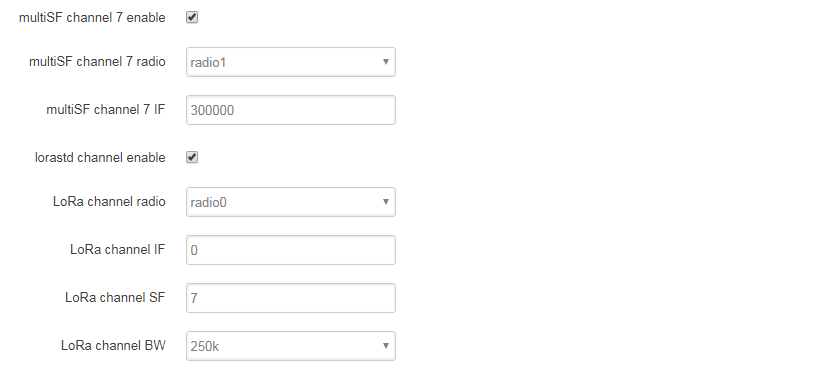 multiSF channel 7 enable
multiSF channel 7 radio radio1
multiSF channel 7 IF 300000
lorastd channel enable
LoRa channel radio radio0
LoRa channel IF 0
LoRa channel SF 7
LoRa channel BW 250k